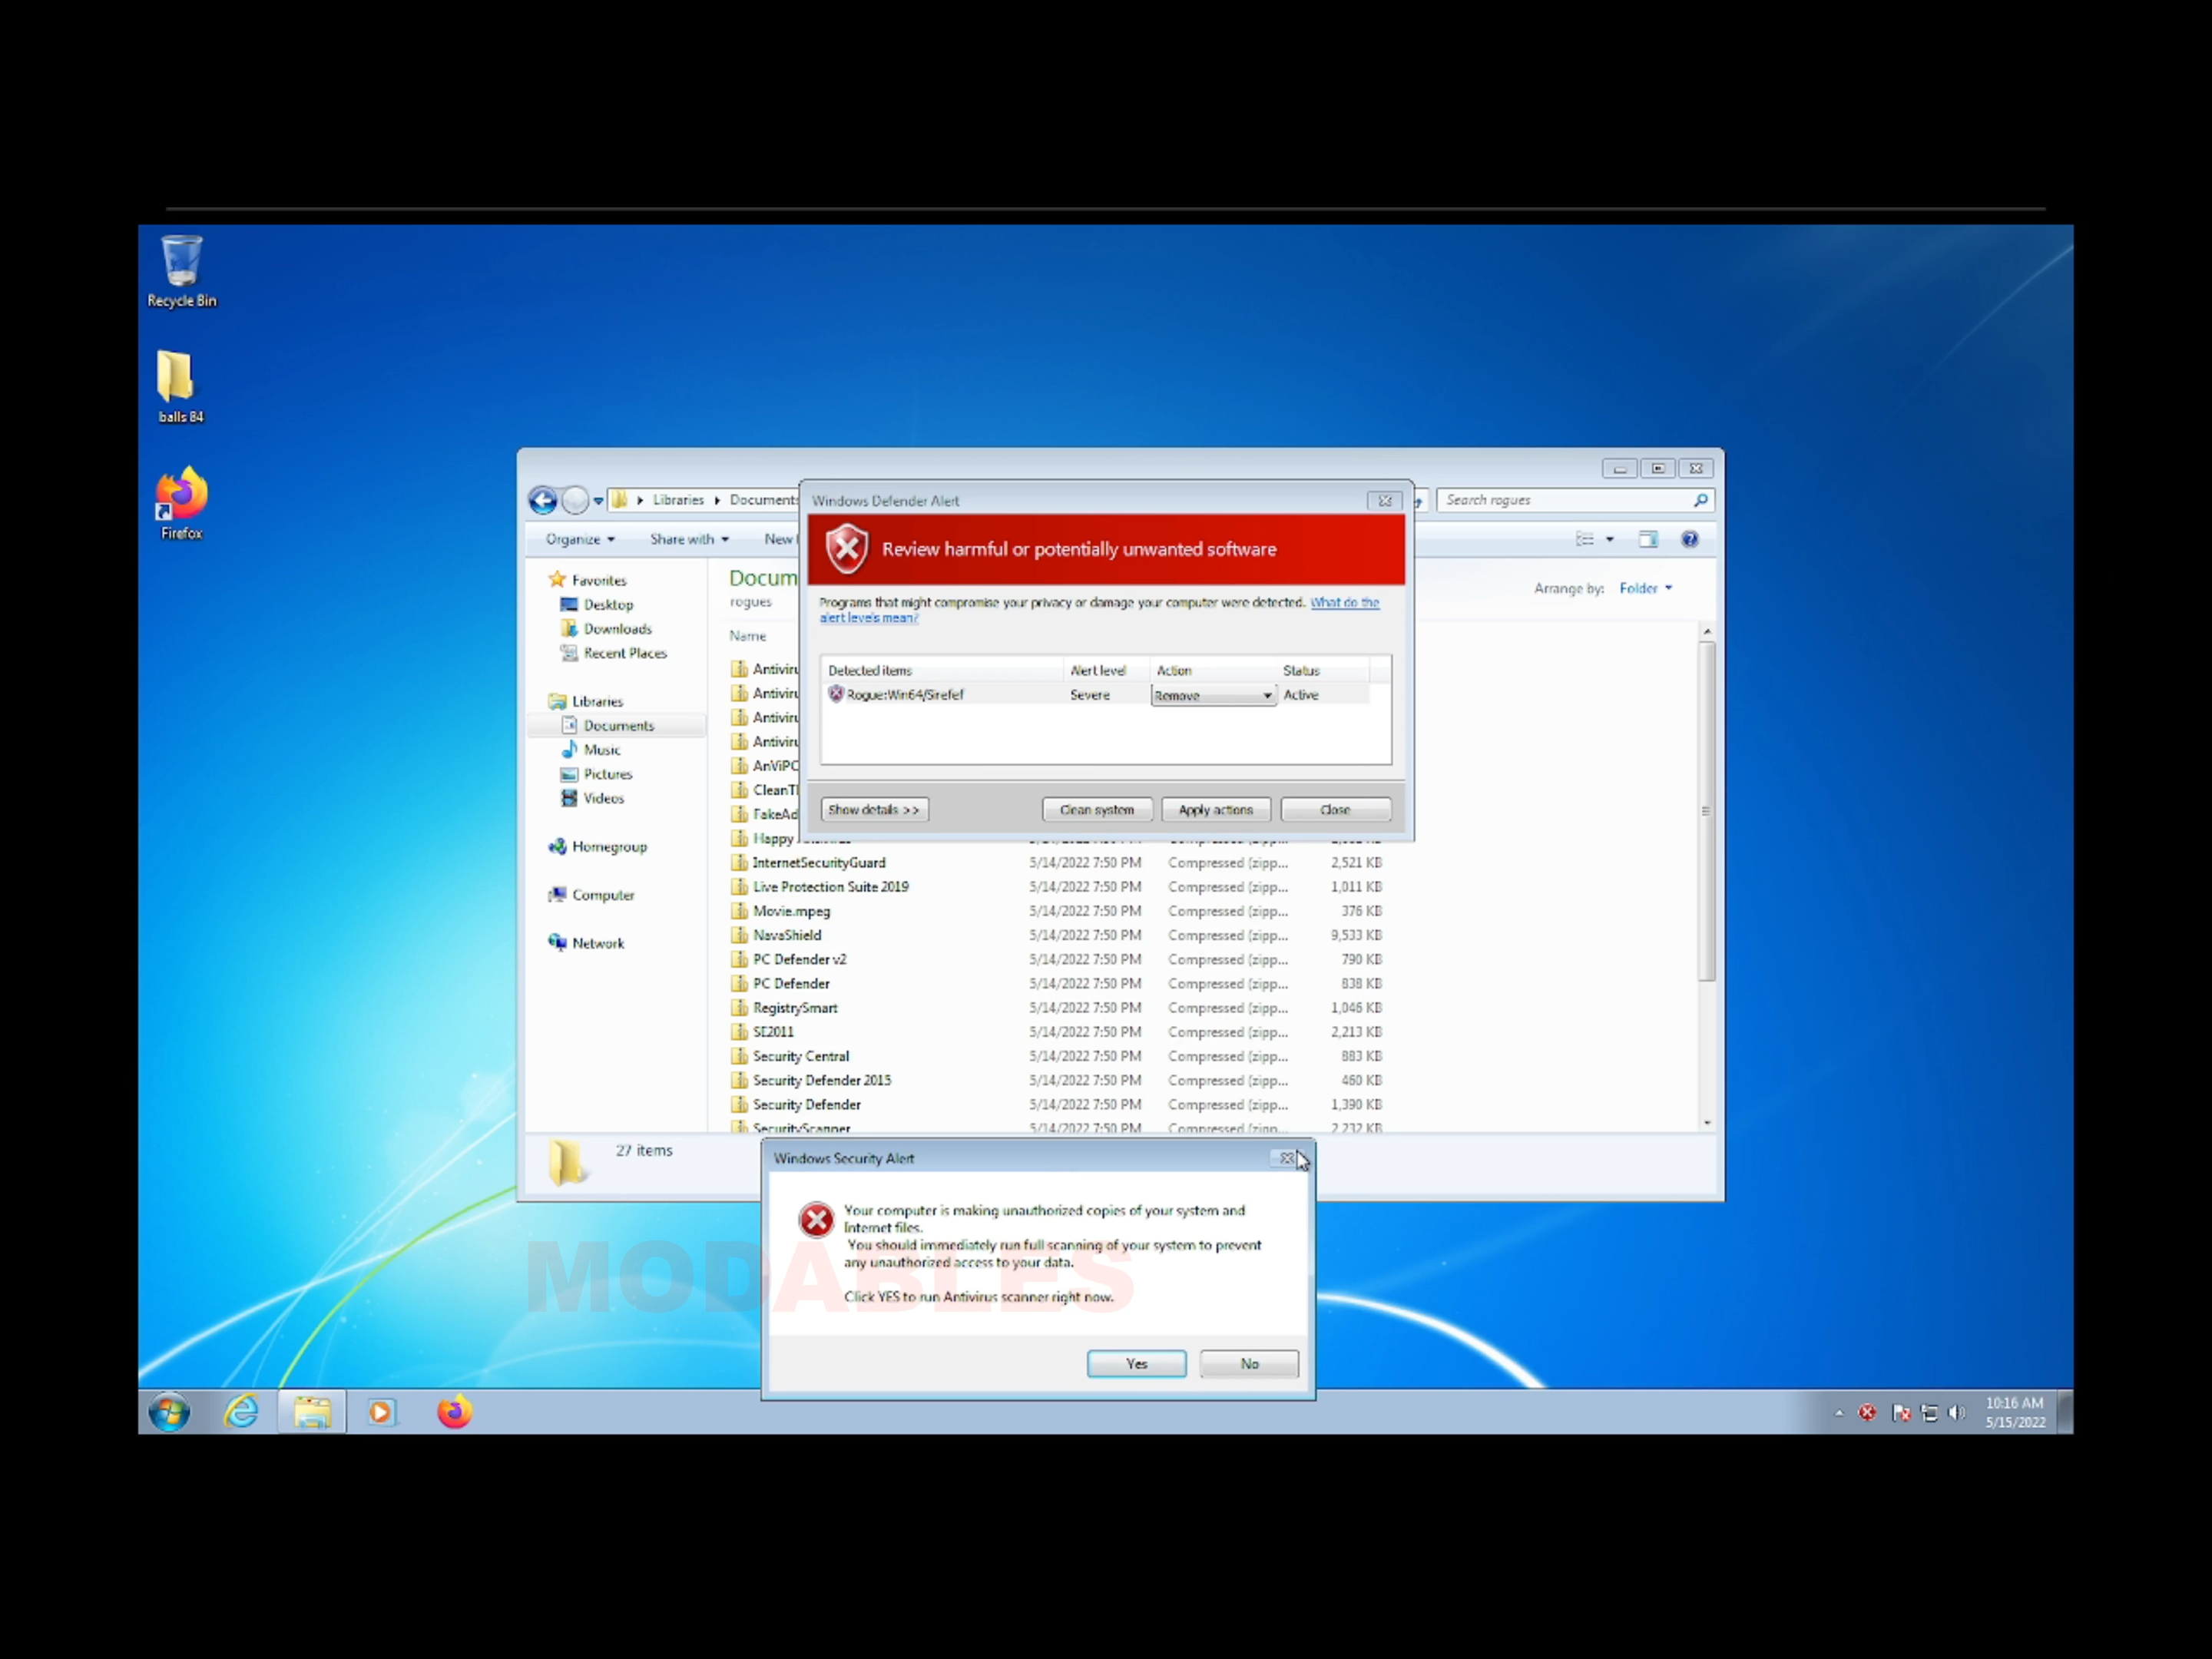 Recycle Bin
balls 84
Firefox
Libraries
Documents
Search rogues
Organize
Share with
New
Arrange by: Folder
rogues
Name
Favorites
Desktop
Downloads
Recent Places
Libraries
Documents
Music
Pictures
Videos
Homegroup
Computer
Network
Windows Defender Alert
Review harmful or potentially unwanted software
Programs that might compromise your privacy or damage your computer were detected. What do the
alert levels mean?
Detected items Alert level Action Status
Rogue:Win64/Sirefef Severe Remove Active
Show details >> Clean system Apply actions Close
Happy
InternetSecurityGuard 5/14/2022 7:50 PM Compressed (zipp... 2,521 KB
Live Protection Suite 2019 5/14/2022 7:50 PM Compressed (zipp... 1,011 KB
Movie.mpeg 5/14/2022 7:50 PM Compressed (zipp... 376 KB
NavaShield 5/14/2022 7:50 PM Compressed (zipp... 9,533 KB
PC Defender v2 5/14/2022 7:50 PM Compressed (zipp... 790 KB
PC Defender 5/14/2022 7:50 PM Compressed (zipp... 838 KB
RegistrySmart 5/14/2022 7:50 PM Compressed (zipp... 1,046 KB
SE2011 5/14/2022 7:50 PM Compressed (zipp... 2,213 KB
Security Central 5/14/2022 7:50 PM Compressed (zipp... 883 KB
Security Defender 2015 5/14/2022 7:50 PM Compressed (zipp... 460 KB
Security Defender 5/14/2022 7:50 PM Compressed (zipp... 1,390 KB
SecurityScanner 5/14/2022 7:50 PM Compressed (zipp... 2,232 KB
27 items
Windows Security Alert
Your computer is making unauthorized copies of your system and
Internet files.
You should immediately run full scanning of your system to prevent
any unauthorized access to your data.
Click YES to run Antivirus scanner right now.
Yes No
MODABLES
10:16 AM
5/15/2022